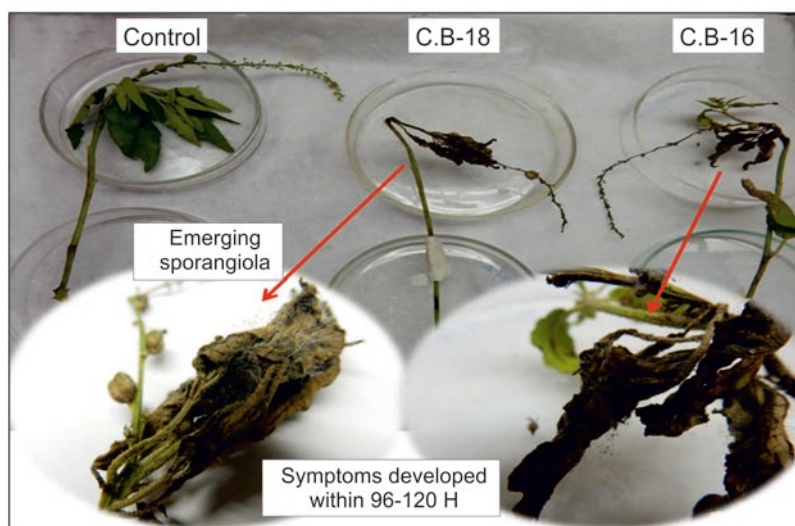 Control
C.B-18
C.B-16
Emerging
sporangiola
Symptoms developed
within 96-120 H